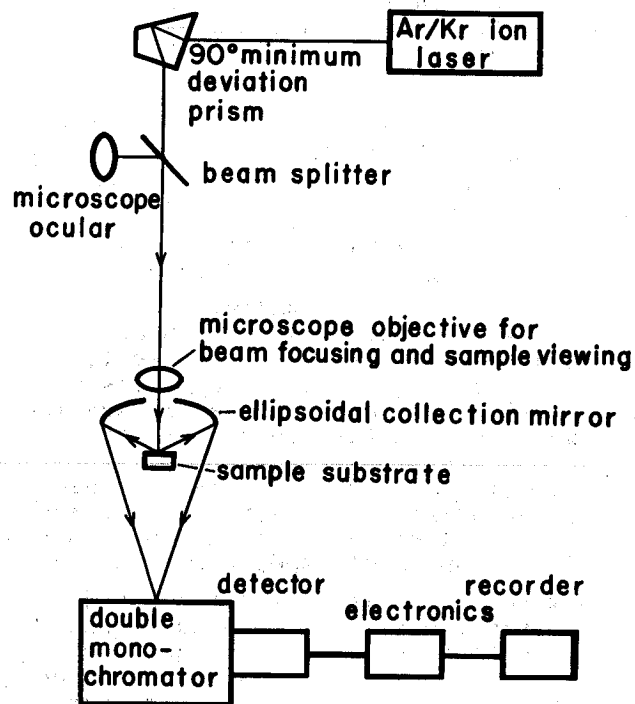 Ar/Kr ion
laser
90° minimum
deviation
prism
beam splitter
microscope
ocular
microscope objective for
beam focusing and sample viewing
ellipsoidal collection mirror
sample substrate
detector
recorder
electronics
double
mono-
chromator